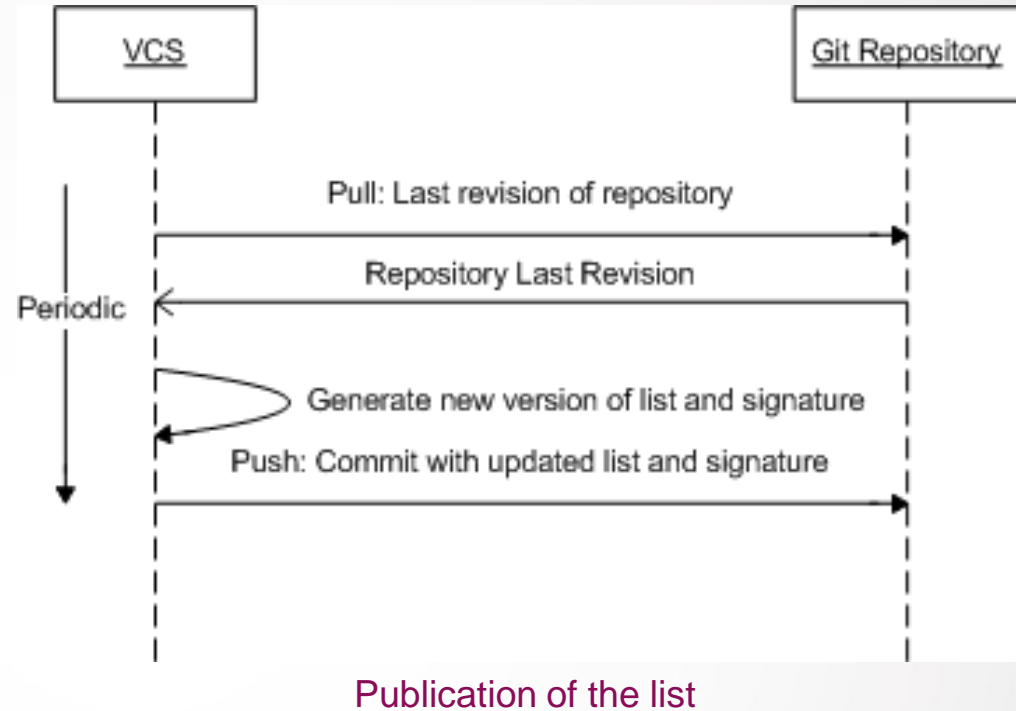 VCS
Git Repository
Pull: Last revision of repository
Repository Last Revision
Periodic
Generate new version of list and signature
Push: Commit with updated list and signature
Publication of the list